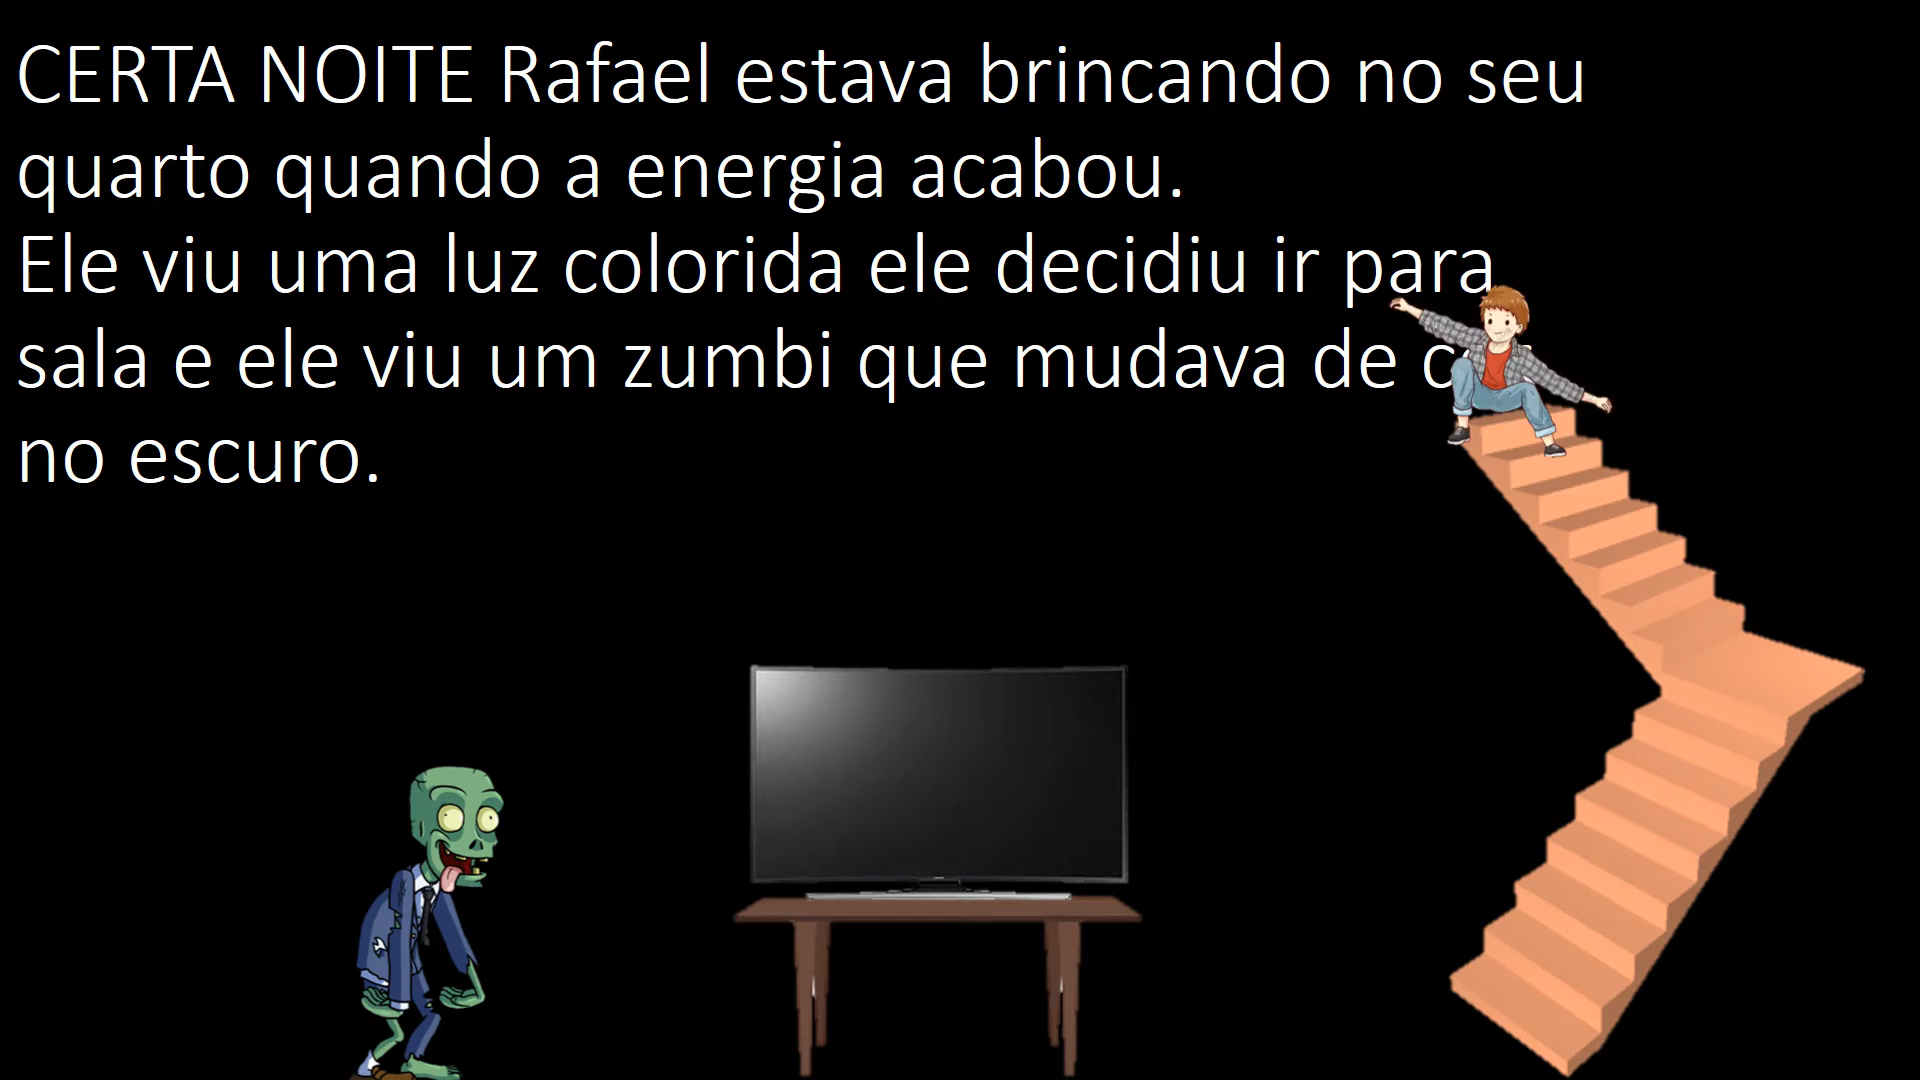 CERTA NOITE Rafael estava brincando no seu
quarto quando a energia acabou.
Ele viu uma luz colorida ele decidiu ir para
sala e ele viu um zumbi que mudava de
no escuro.